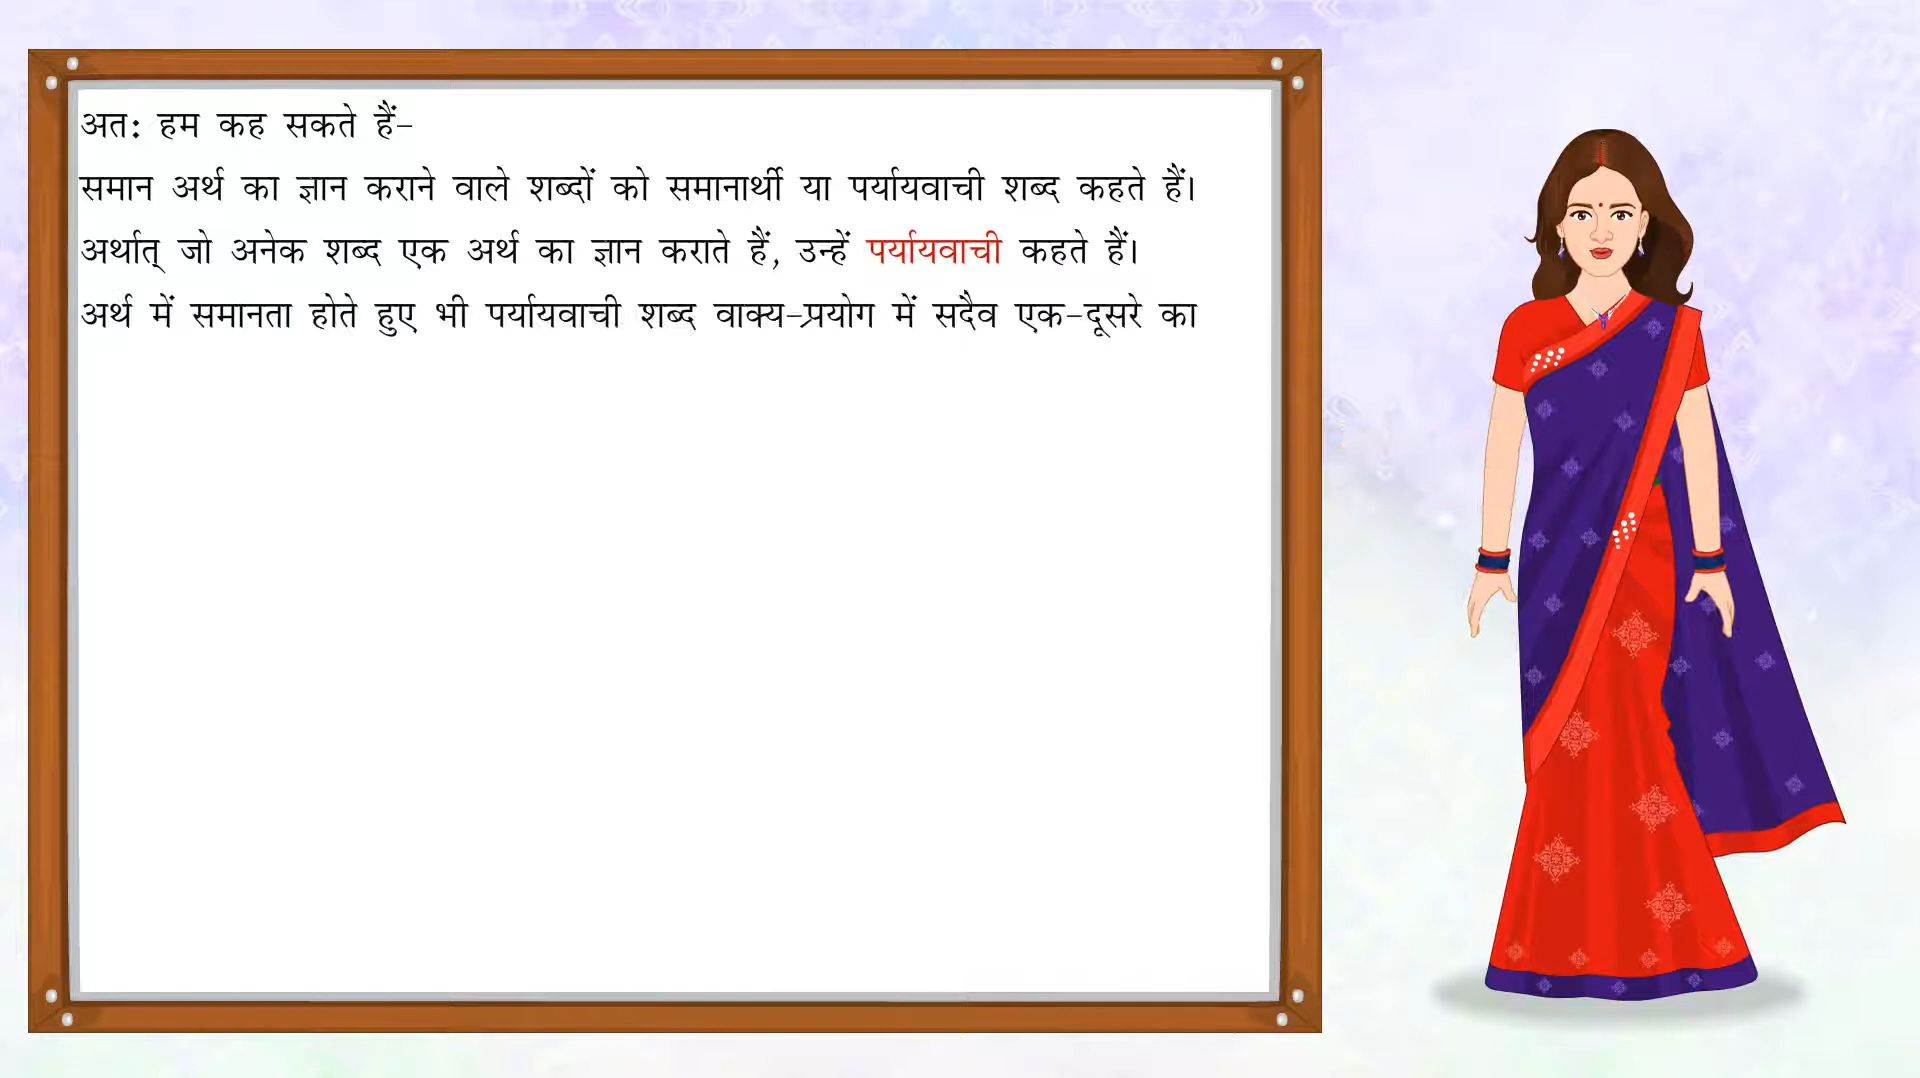 अत: हम कह सकते हैं-
समान अर्थ का ज्ञान कराने वाले शब्दों को समानार्थी या पर्यायवाची शब्द कहते हैं।
अर्थात् जो अनेक शब्द एक अर्थ का ज्ञान कराते हैं, उन्हें पर्यायवाची कहते हैं।
अर्थ में समानता होते हुए भी पर्यायवाची शब्द वाक्य-प्रयोग में सदैव एक-दूसरे का